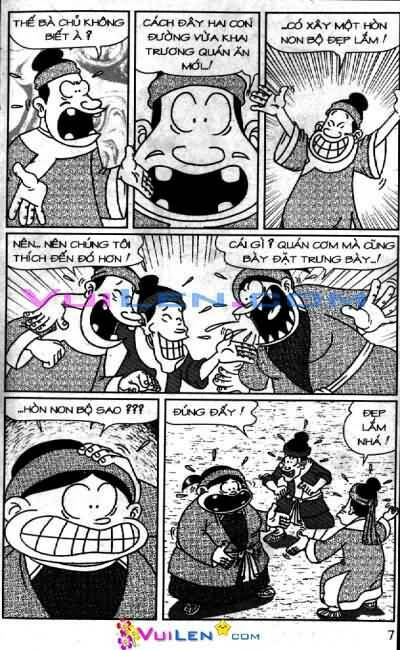 THẾ BÀ CHỦ KHÔNG
BIẾT À ?
CÁCH ĐÂY HAI CON
ĐƯỜNG VỪA KHAI
TRƯƠNG QUÁN ĂN
MỚI...!
...CÓ XÂY MỘT HÒN
NON BỘ ĐẸP LẮM !
NÊN... NÊN CHÚNG TÔI
THÍCH ĐẾN ĐÓ HƠN !
CÁI GÌ ? QUÁN CƠM MÀ CŨNG
BÀY ĐẶT TRƯNG BÀY...!
VUILEN.COM
...HÒN NON BỘ SAO ???
ĐÚNG ĐẤY !
ĐẸP
LẮM
NHÁ !
7
VUILEN.COM